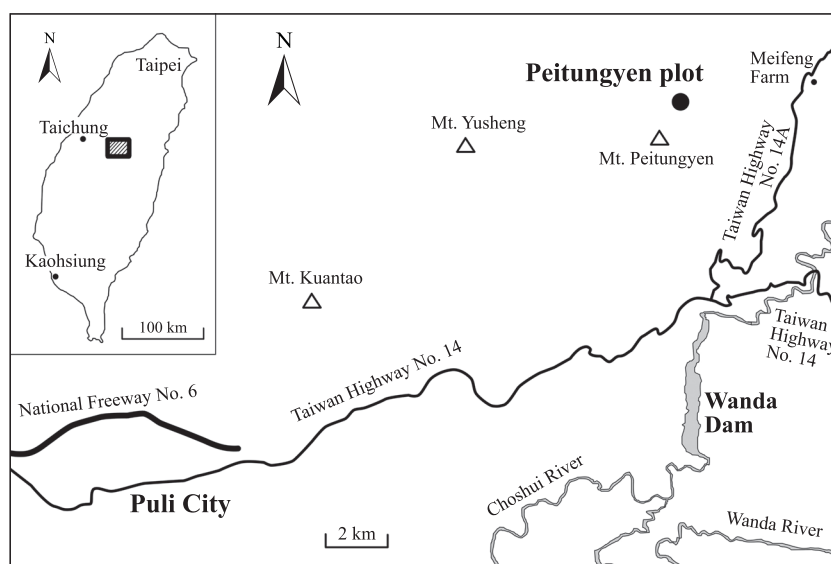 N
Taipei
Taichung
Kaohsiung
100 km
N
Peitungyen plot
Meifeng
Farm
Mt. Yusheng
Mt. Peitungyen
Taiwan Highway
No. 14A
Mt. Kuantao
Taiwan
Highway
No. 14
Taiwan Highway No. 14
National Freeway No. 6
Wanda
Dam
Puli City
Choshui River
Wanda River
2 km